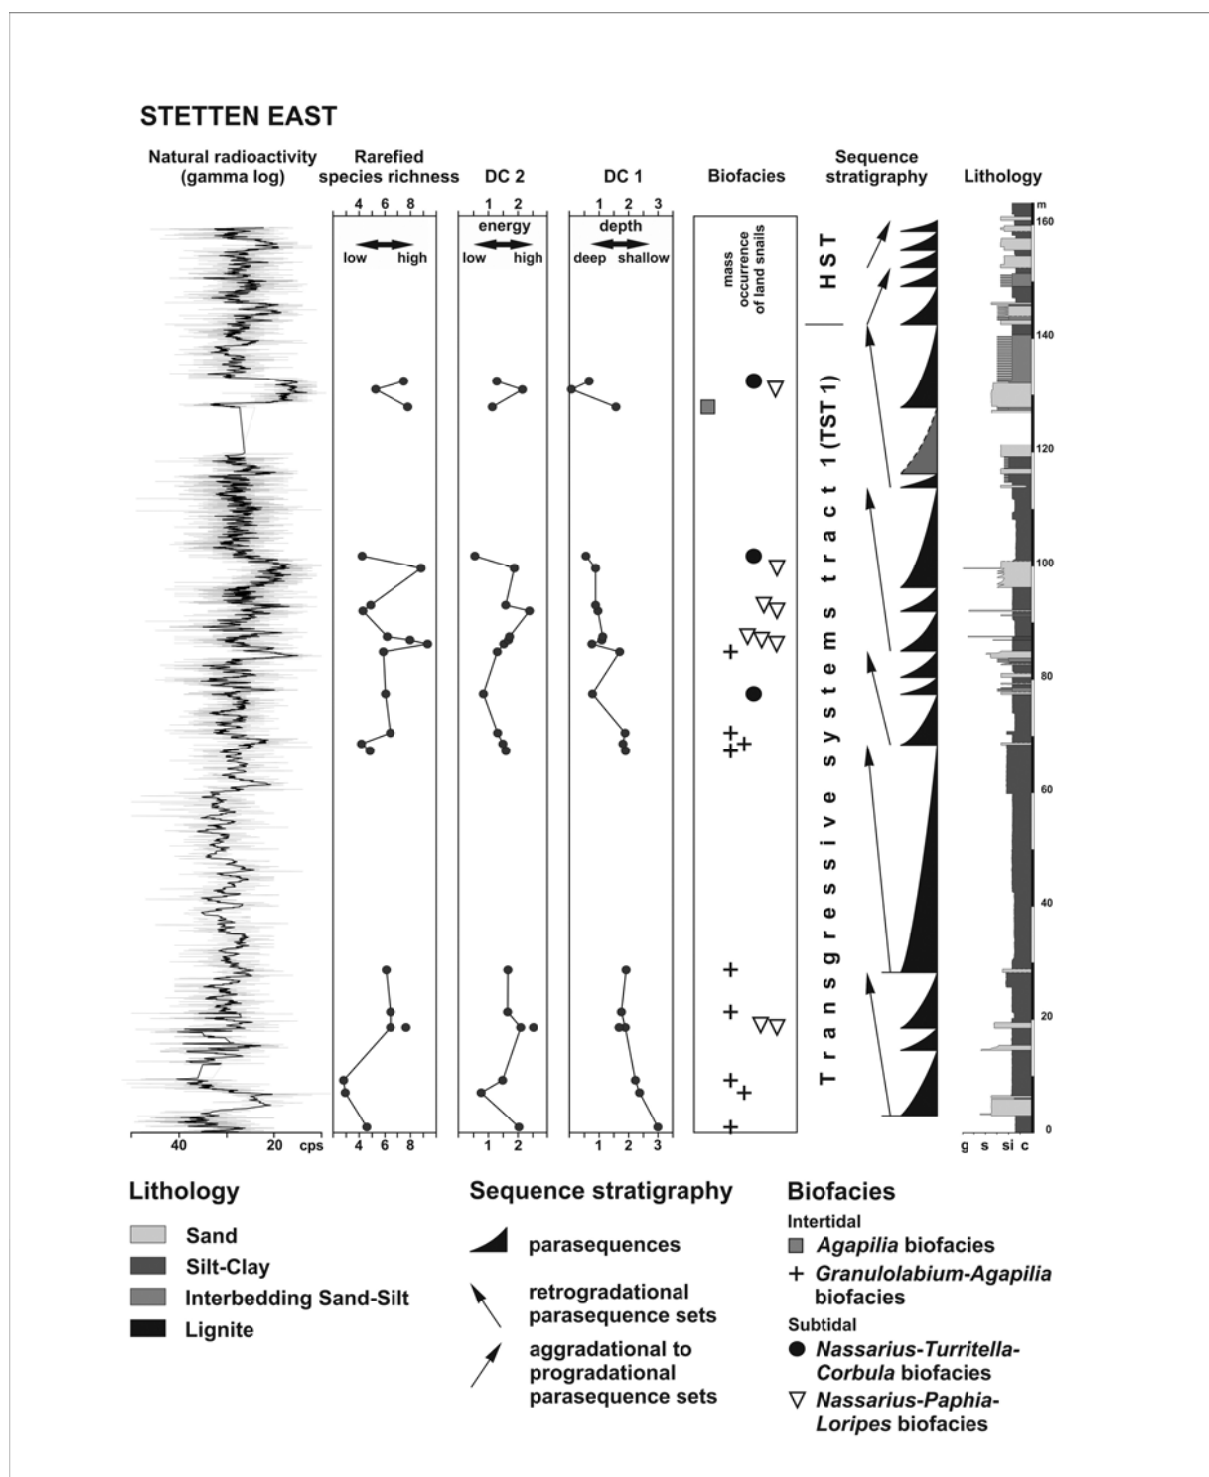 STETTEN EAST
Natural radioactivity
(gamma log)
Rarefied
species richness
DC 2
DC 1
Biofacies
Sequence
stratigraphy
Lithology
4 6 8
1 2
1 2 3
m
energy
depth
low high
low high
deep shallow
mass
occurrence
of land snails
HST
Transgressive systems tract 1 (TST 1)
160
140
120
100
80
60
40
20
0
40 20 cps
4 6 8
1 2
1 2 3
g s si c
Lithology
Sand
Silt-Clay
Interbedding Sand-Silt
Lignite
Sequence stratigraphy
parasequences
retrogradational
parasequence sets
aggradational to
progradational
parasequence sets
Biofacies
Intertidal
Agapilia biofacies
Granulolabium-Agapilia
biofacies
Subtidal
Nassarius-Turritella-
Corbula biofacies
Nassarius-Paphia-
Loripes biofacies